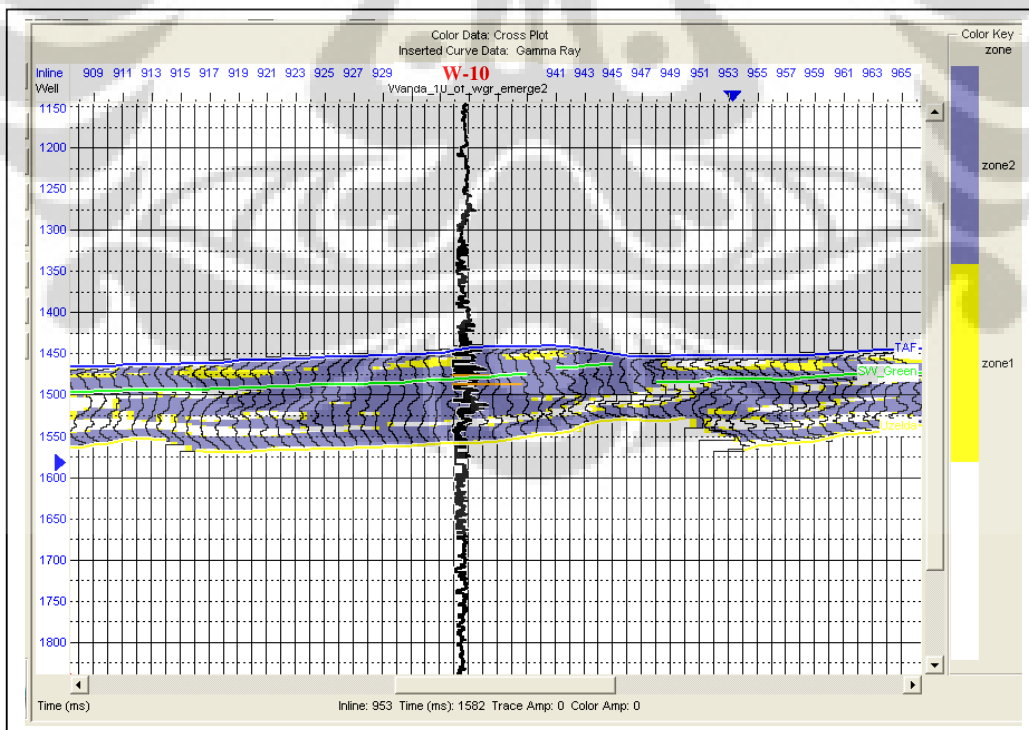 Color Data: Cross Plot
Inserted Curve Data: Gamma Ray
Color Key
zone
Inline 909 911 913 915 917 919 921 923 925 927 929 W-10 941 943 945 947 949 951 953 955 957 959 961 963 965
Well Wanda_1U_of_wgr_emerge2
1150
1200
zone2
1250
1300
1350
1400
1450
TAF
zone1
SW_Green
1500
Uzekla
1550
1600
1650
1700
1750
1800
Time (ms) Inline: 953 Time (ms): 1582 Trace Amp: 0 Color Amp: 0